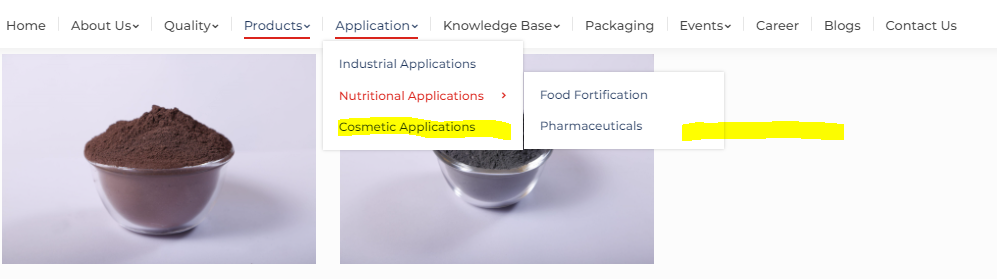 Home About Us Quality Products Application Knowledge Base Packaging Events Career Blogs Contact Us
Industrial Applications
Nutritional Applications
Cosmetic Applications
Food Fortification
Pharmaceuticals